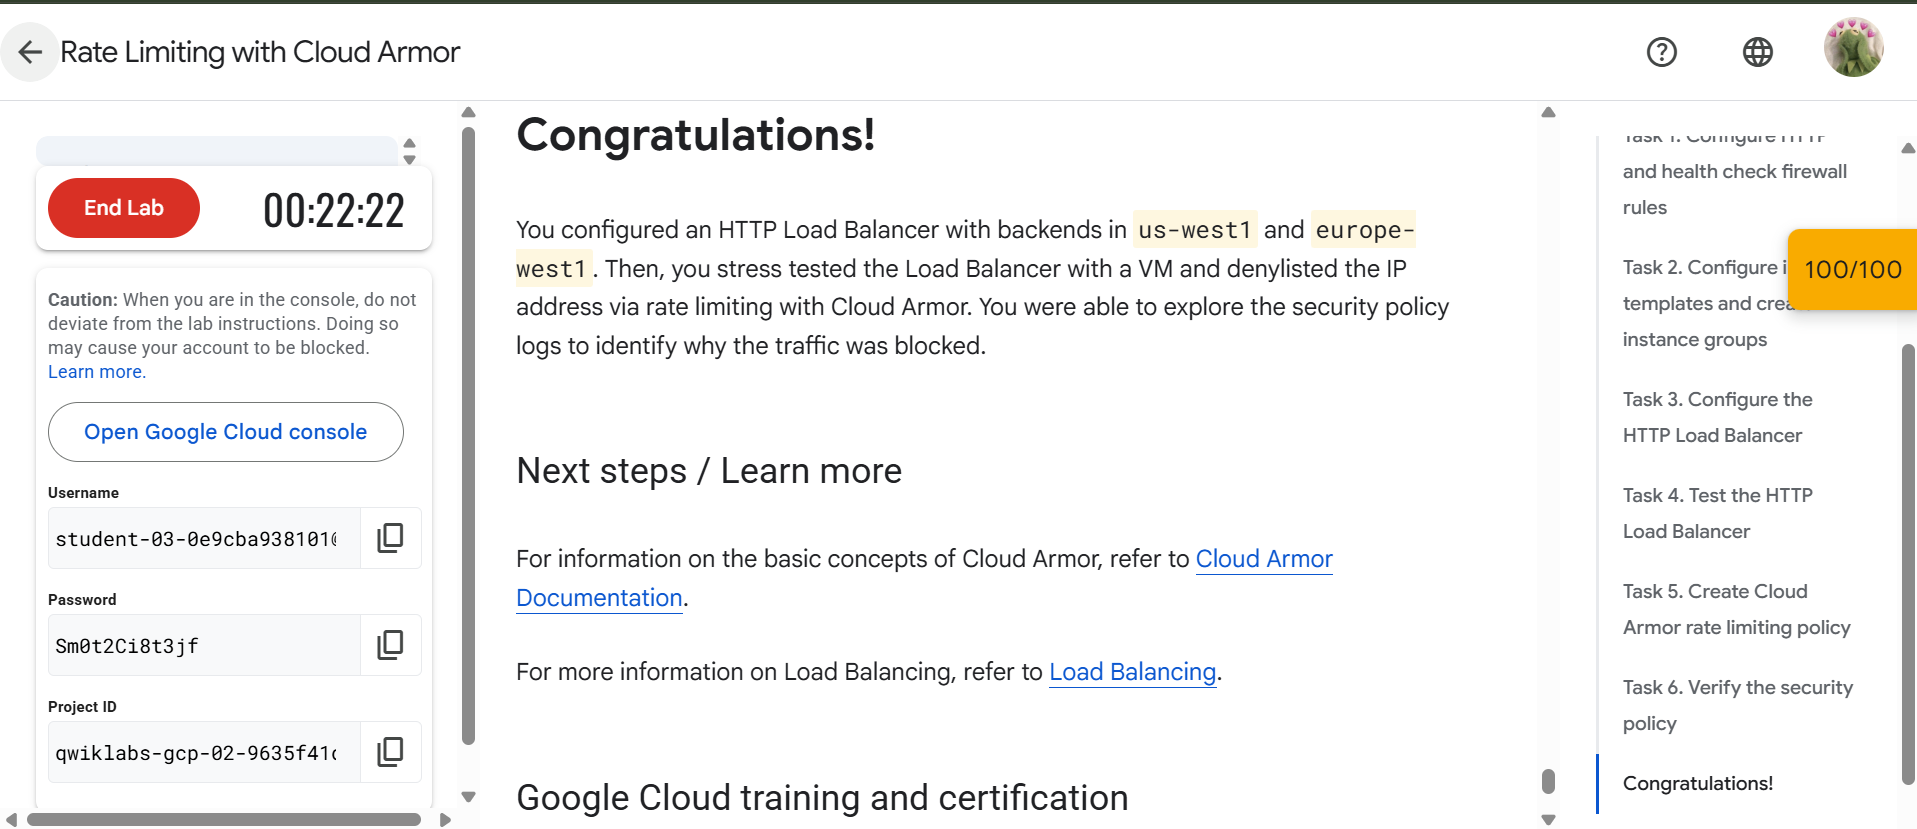 Rate Limiting with Cloud Armor
End Lab
00:22:22
Caution: When you are in the console, do not
deviate from the lab instructions. Doing so
may cause your account to be blocked.
Learn more.
Open Google Cloud console
Username
student-03-0e9cba938101@
Password
Sm0t2Ci8t3jf
Project ID
qwiklabs-gcp-02-9635f41
Congratulations!
You configured an HTTP Load Balancer with backends in us-west1 and europe-
west1. Then, you stress tested the Load Balancer with a VM and denylisted the IP
address via rate limiting with Cloud Armor. You were able to explore the security policy
logs to identify why the traffic was blocked.
Next steps / Learn more
For information on the basic concepts of Cloud Armor, refer to Cloud Armor
Documentation.
For more information on Load Balancing, refer to Load Balancing.
Google Cloud training and certification
Task 1. Configure HTTP
and health check firewall
rules
Task 2. Configure
templates and
instance groups
100/100
Task 3. Configure the
HTTP Load Balancer
Task 4. Test the HTTP
Load Balancer
Task 5. Create Cloud
Armor rate limiting policy
Task 6. Verify the security
policy
Congratulations!